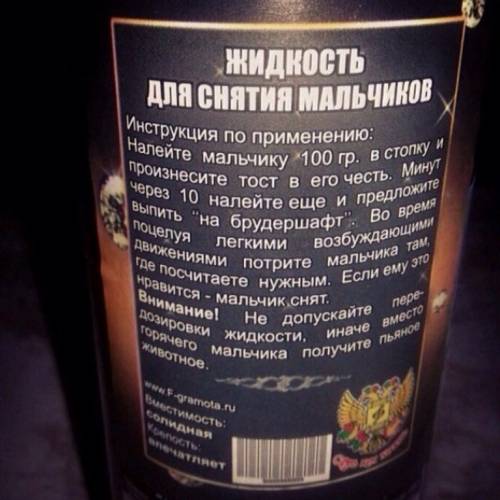 ЖИДКОСТЬ
ДЛЯ СНЯТИЯ МАЛЬЧИКОВ
Инструкция по применению:
Налейте мальчику 100 гр. в стопку и
произнесите тост в его честь. Минут
через 10 налейте еще и предложите
выпить "на брудершафт". Во время
поцелуя легкими возбуждающими
движениями потрите мальчика там,
где посчитаете нужным. Если ему это
нравится - мальчик снят.
Внимание! Не допускайте пере-
дозировки жидкости, иначе вместо
горячего мальчика получите пьяное
животное.
www.F-gramota.ru
Вместимость:
солидная
Крепость:
впечатляет